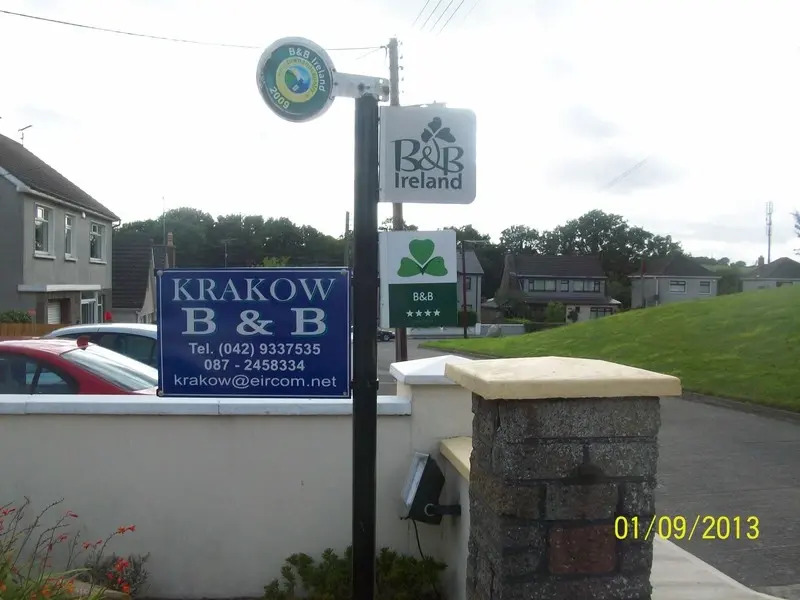 B&B Ireland
2009
B&B
Ireland
B&B
★★★★
KRAKOW
B & B
Tel. (042) 9337535
087 - 2458334
krakow@eircom.net
01/09/2013